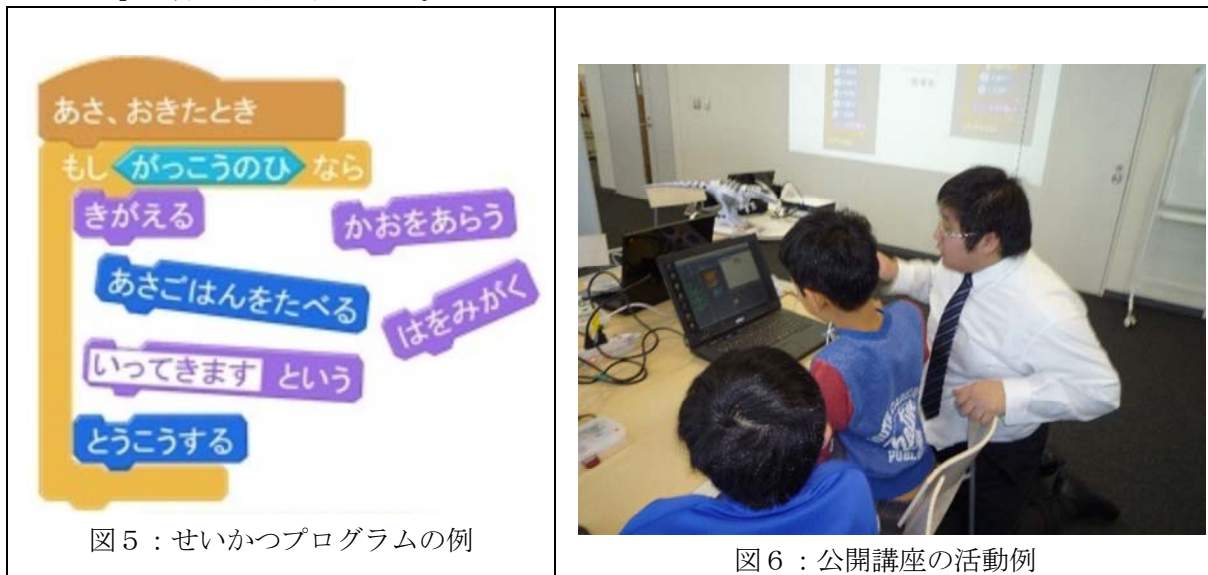 あさ、おきたとき
もし がっこうのひ なら
きがえる
かおをあらう
あさごはんをたべる
はをみがく
いってきます という
とうこうする
図5：せいかつプログラムの例
図6：公開講座の活動例